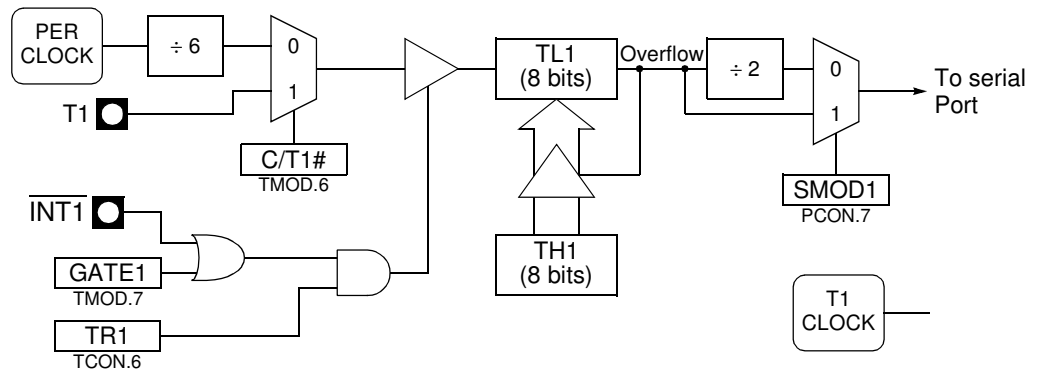 PER
CLOCK
÷ 6
0
1
T1
C/T1#
TMOD.6
TL1
(8 bits)
Overflow
÷ 2
0
1
To serial
Port
SMOD1
PCON.7
INT1
GATE1
TMOD.7
TR1
TCON.6
TH1
(8 bits)
T1
CLOCK